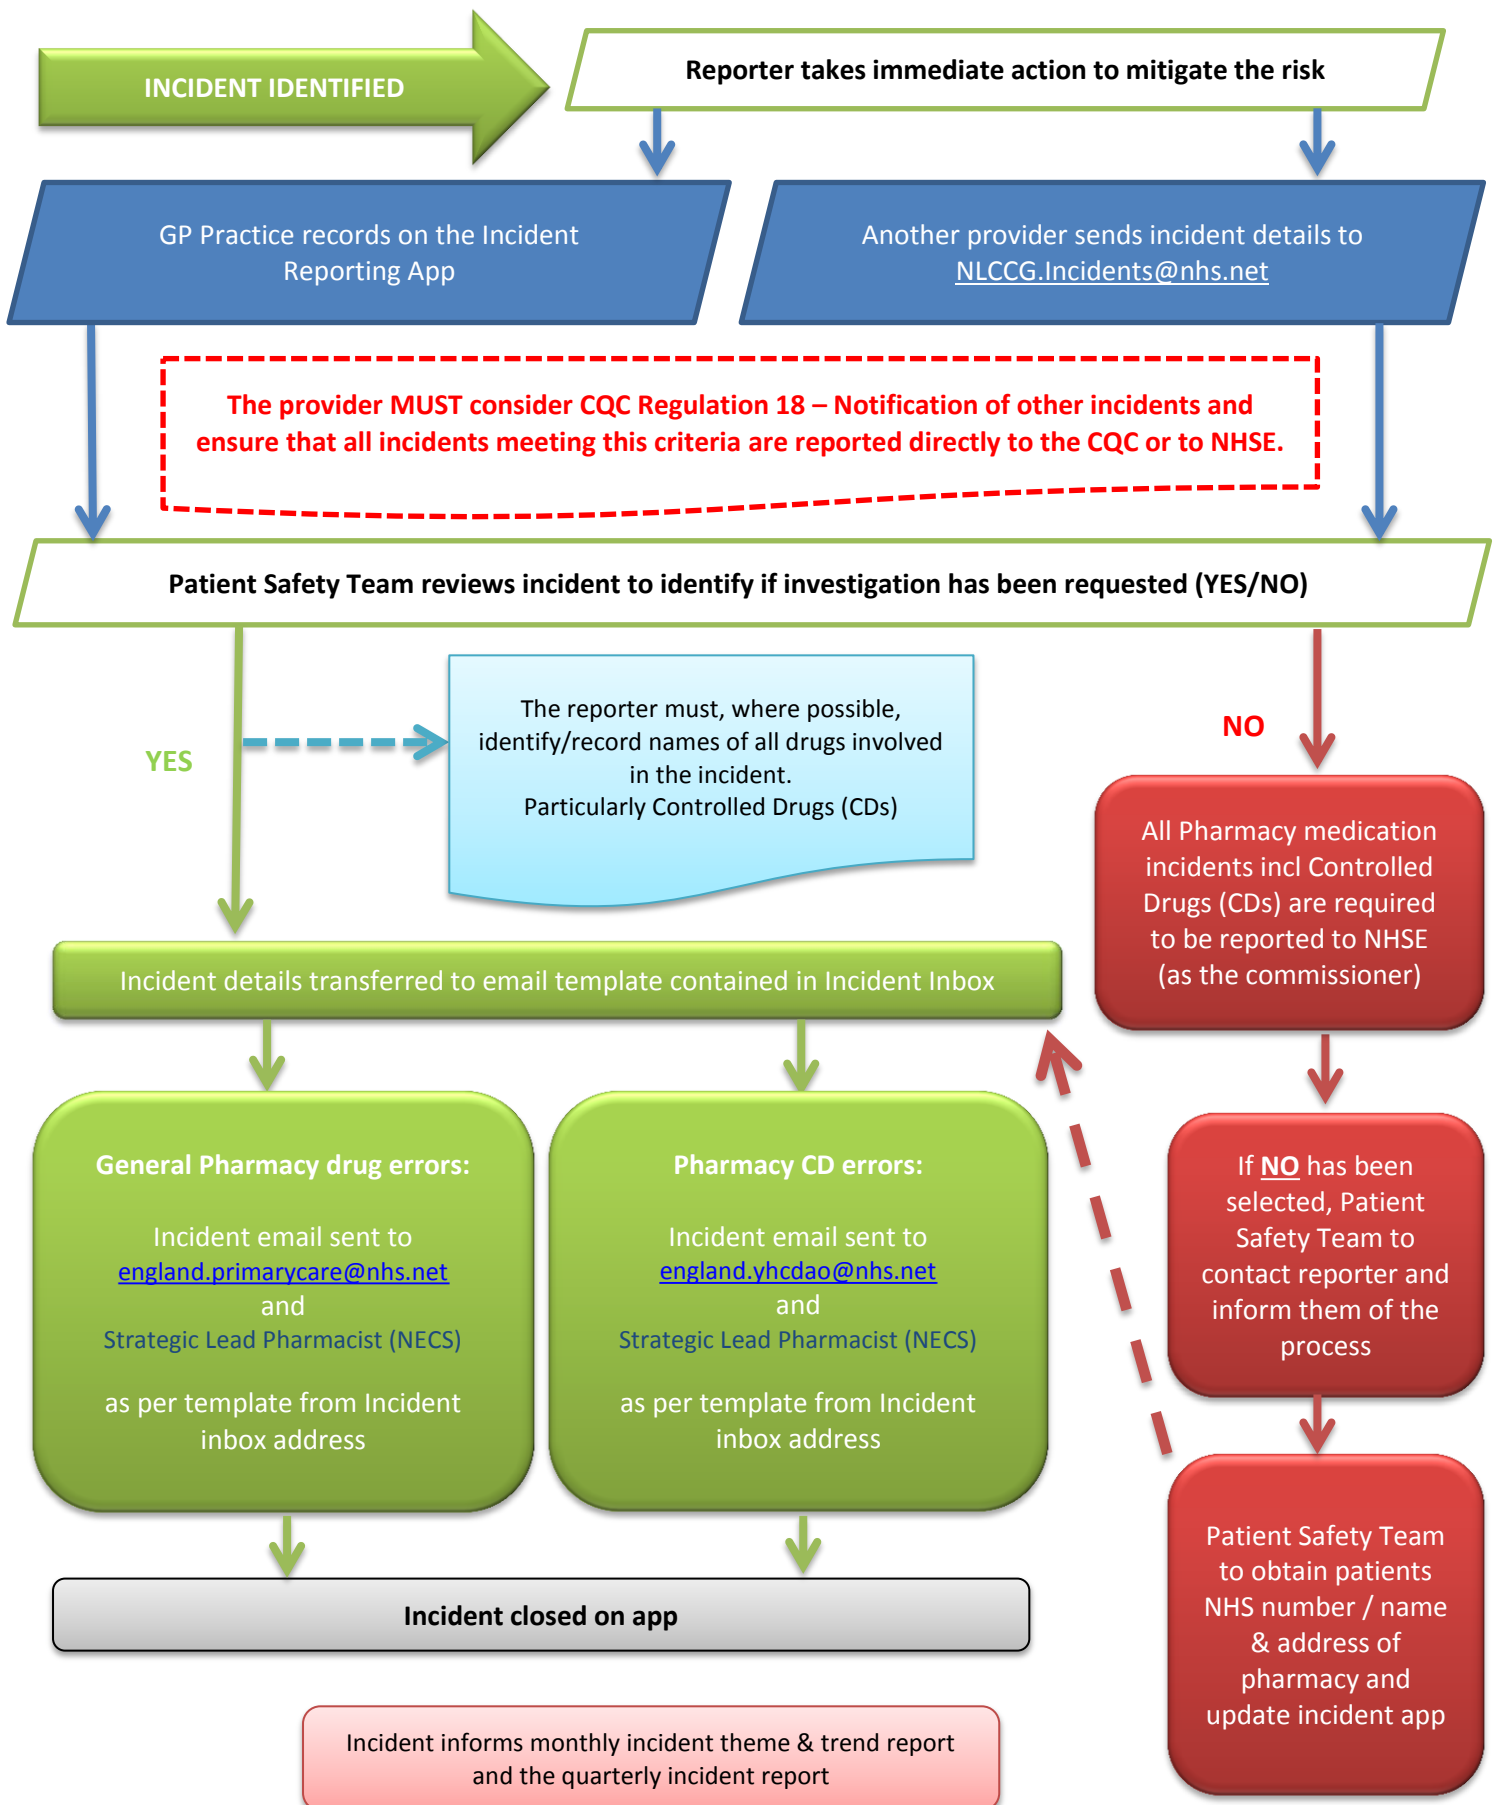 INCIDENT IDENTIFIED
Reporter takes immediate action to mitigate the risk
GP Practice records on the Incident
Reporting App
Another provider sends incident details to
NLCCG.Incidents@nhs.net
The provider MUST consider CQC Regulation 18 – Notification of other incidents and
ensure that all incidents meeting this criteria are reported directly to the CQC or to NHSE.
Patient Safety Team reviews incident to identify if investigation has been requested (YES/NO)
YES
The reporter must, where possible,
identify/record names of all drugs involved
in the incident.
Particularly Controlled Drugs (CDs)
NO
All Pharmacy medication
incidents incl Controlled
Drugs (CDs) are required
to be reported to NHSE
(as the commissioner)
Incident details transferred to email template contained in Incident Inbox
General Pharmacy drug errors:
Incident email sent to
england.primarycare@nhs.net
and
Strategic Lead Pharmacist (NECS)
as per template from Incident
inbox address
Pharmacy CD errors:
Incident email sent to
england.yhcdao@nhs.net
and
Strategic Lead Pharmacist (NECS)
as per template from Incident
inbox address
If NO has been
selected, Patient
Safety Team to
contact reporter and
inform them of the
process
Patient Safety Team
to obtain patients
NHS number / name
& address of
pharmacy and
update incident app
Incident closed on app
Incident informs monthly incident theme & trend report
and the quarterly incident report